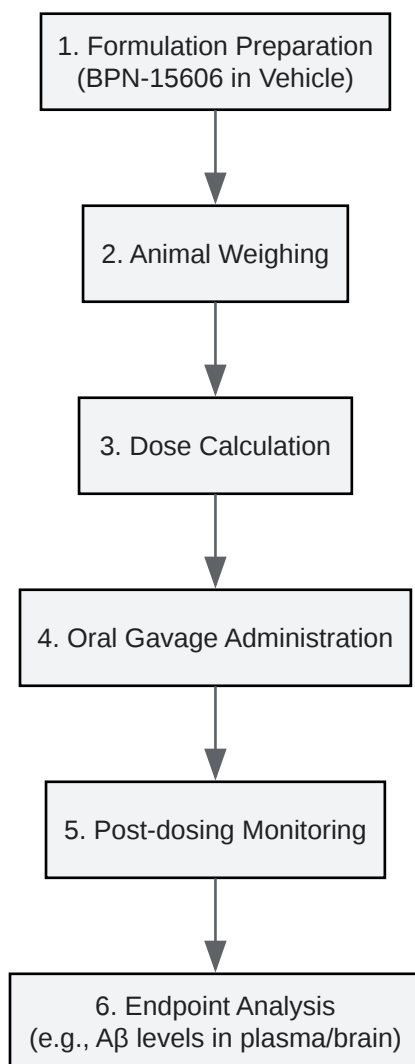 1. Formulation Preparation
(BPN-15606 in Vehicle)
2. Animal Weighing
3. Dose Calculation
4. Oral Gavage Administration
5. Post-dosing Monitoring
6. Endpoint Analysis
(e.g., Aβ levels in plasma/brain)